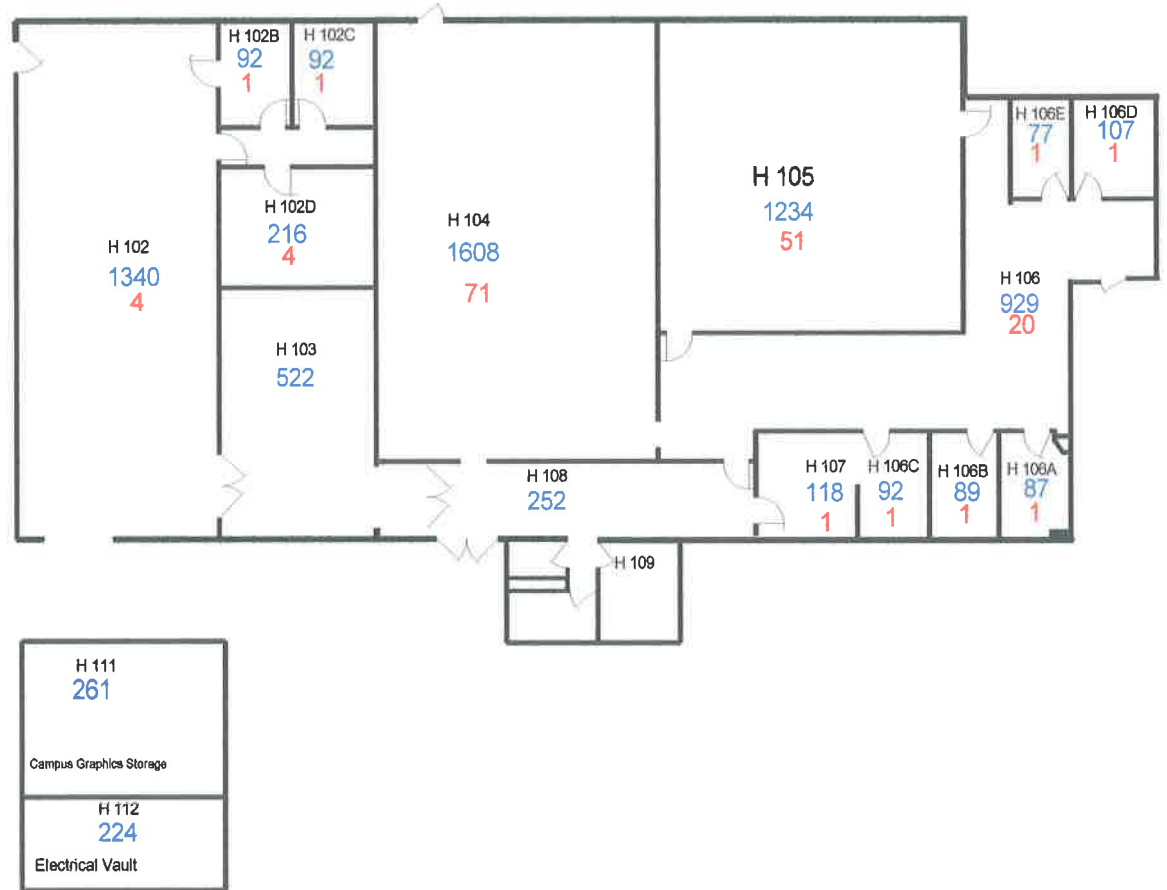 H 102B
92
1
H 102C
92
1
H 106E
77
1
H 106D
107
1
H 105
1234
51
H 102D
216
4
H 104
1608
71
H 102
1340
4
H 106
929
20
H 103
522
H 108
252
H 107
118
1
H 106C
92
1
H 106B
89
1
H 106A
87
1
H 109
H 111
261
Campus Graphics Storage
H 112
224
Electrical Vault